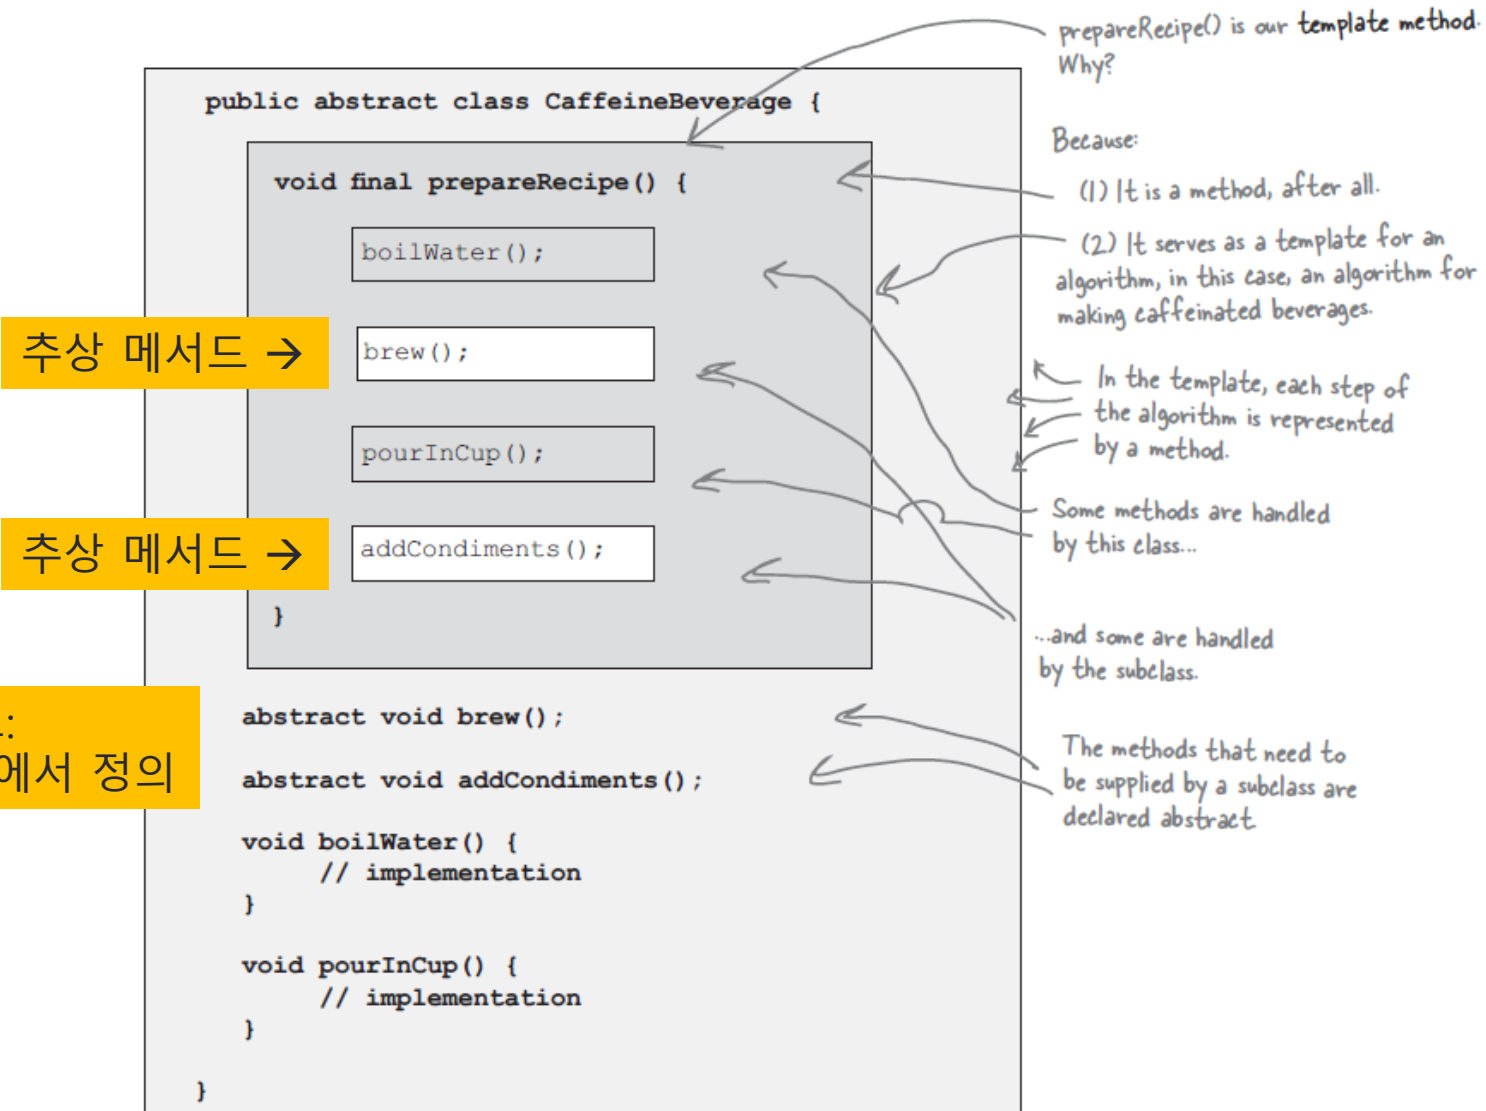 prepareRecipe() is our template method.
Why?
public abstract class CaffeineBeverage {
Because:
void final prepareRecipe() {
(1) It is a method, after all.
boilWater();
(2) It serves as a template for an
algorithm, in this case, an algorithm for
making caffeinated beverages.
추상 메서드 →
brew();
In the template, each step of
the algorithm is represented
by a method.
pourInCup();
Some methods are handled
by this class...
추상 메서드 →
addCondiments();
}
...and some are handled
by the subclass.
:
에서 정의
abstract void brew();
abstract void addCondiments();
The methods that need to
be supplied by a subclass are
declared abstract.
void boilWater() {
// implementation
}
void pourInCup() {
// implementation
}
}